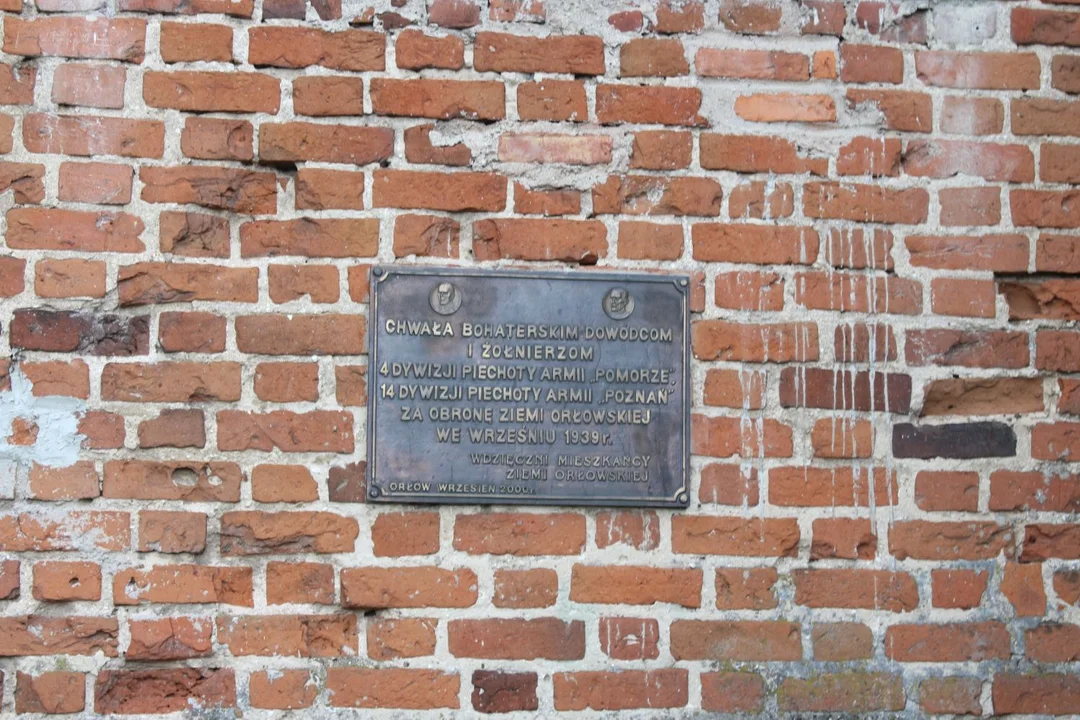 CHWAŁA BOHATERSKIM DOWÓDCOM
I ŻOŁNIERZOM
4 DYWIZJI PIECHOTY ARMII „POMORZE”,
14 DYWIZJI PIECHOTY ARMII „POZNAŃ”
ZA OBRONĘ ZIEMI ORŁOWSKIEJ
WE WRZEŚNIU 1939r.
WDZIĘCZNI MIESZKAŃCY
ZIEMI ORŁOWSKIEJ
ORŁÓW WRZESIEŃ 2000r.